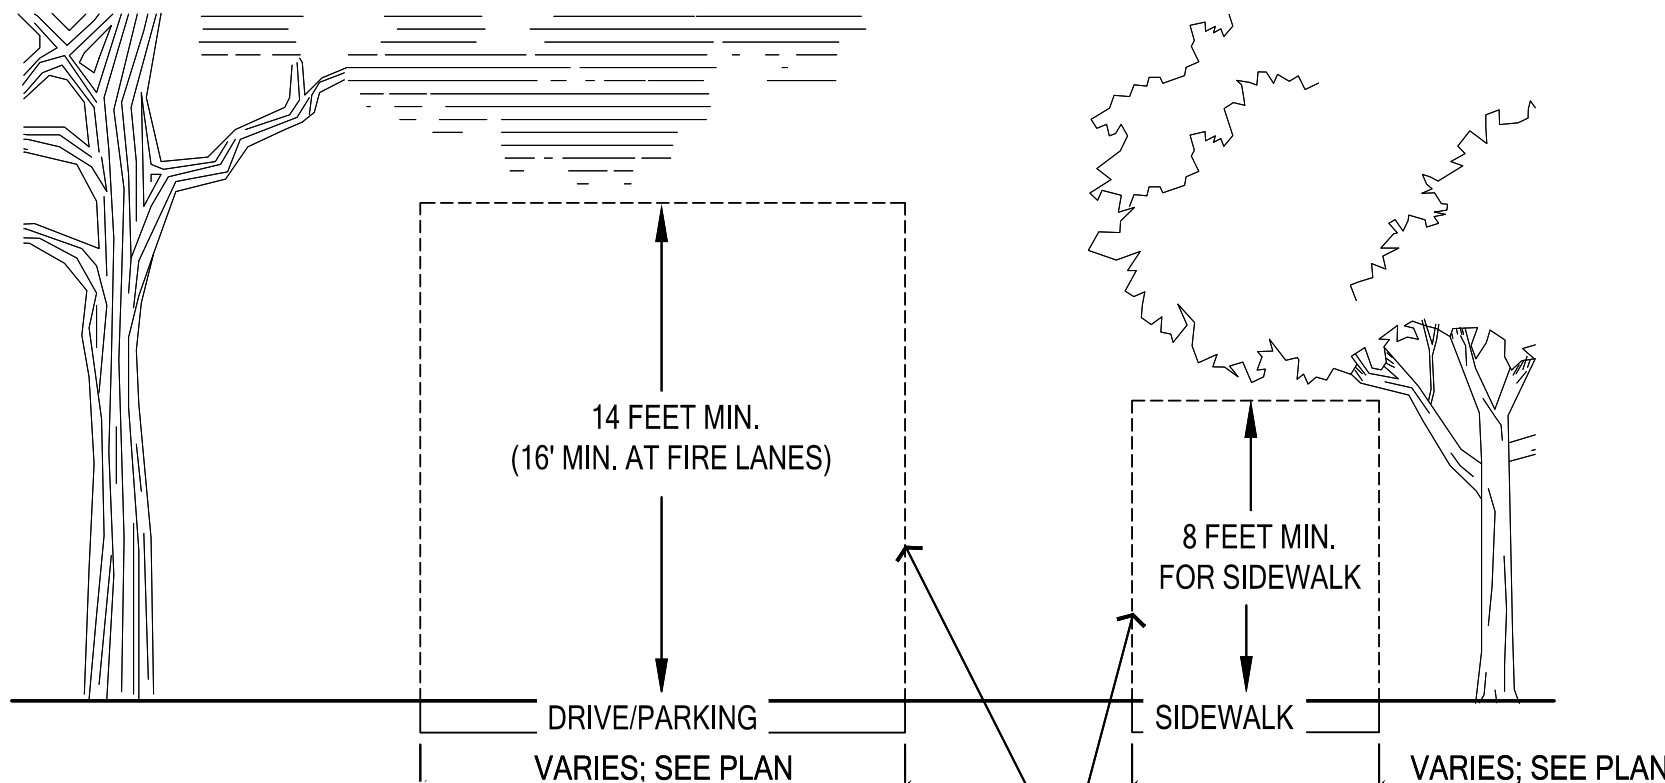 14 FEET MIN.
(16' MIN. AT FIRE LANES)
8 FEET MIN.
FOR SIDEWALK
DRIVE/PARKING
SIDEWALK
VARIES; SEE PLAN
VARIES; SEE PLAN